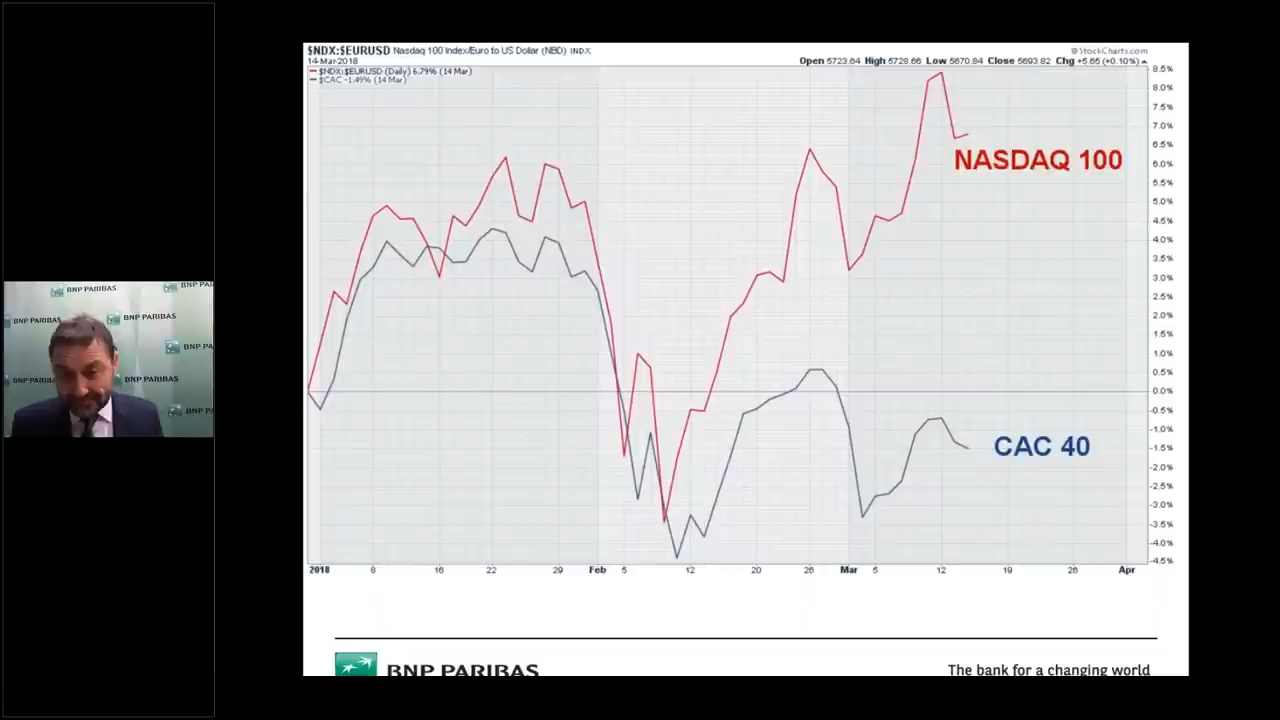 $NDX:$EURUSD Nasdaq 100 Index/Euro to US Dollar (NBD) INDX
© StockCharts.com
14-Mar-2018
Open 5723.64 High 5728.66 Low 5670.84 Close 5693.82 Chg +5.65 (+0.10%)
$NDX:$EURUSD (Daily) 6.79% (14 Mar)
$CAC -1.49% (14 Mar)
8.5%
8.0%
7.5%
7.0%
6.5%
6.0%
5.5%
5.0%
4.5%
4.0%
3.5%
3.0%
2.5%
2.0%
1.5%
1.0%
0.5%
0.0%
-0.5%
-1.0%
-1.5%
-2.0%
-2.5%
-3.0%
-3.5%
-4.0%
-4.5%
NASDAQ 100
CAC 40
2018 8 16 22 29 Feb 5 12 20 26 Mar 5 12 19 26 Apr
BNP PARIBAS
The bank for a changing world
BNP PARIBAS
BNP PAR
BNP PARIBAS
BNP PARIBAS
BNP PA
BNP PARIBA
BNP PARIBAS
BNP P